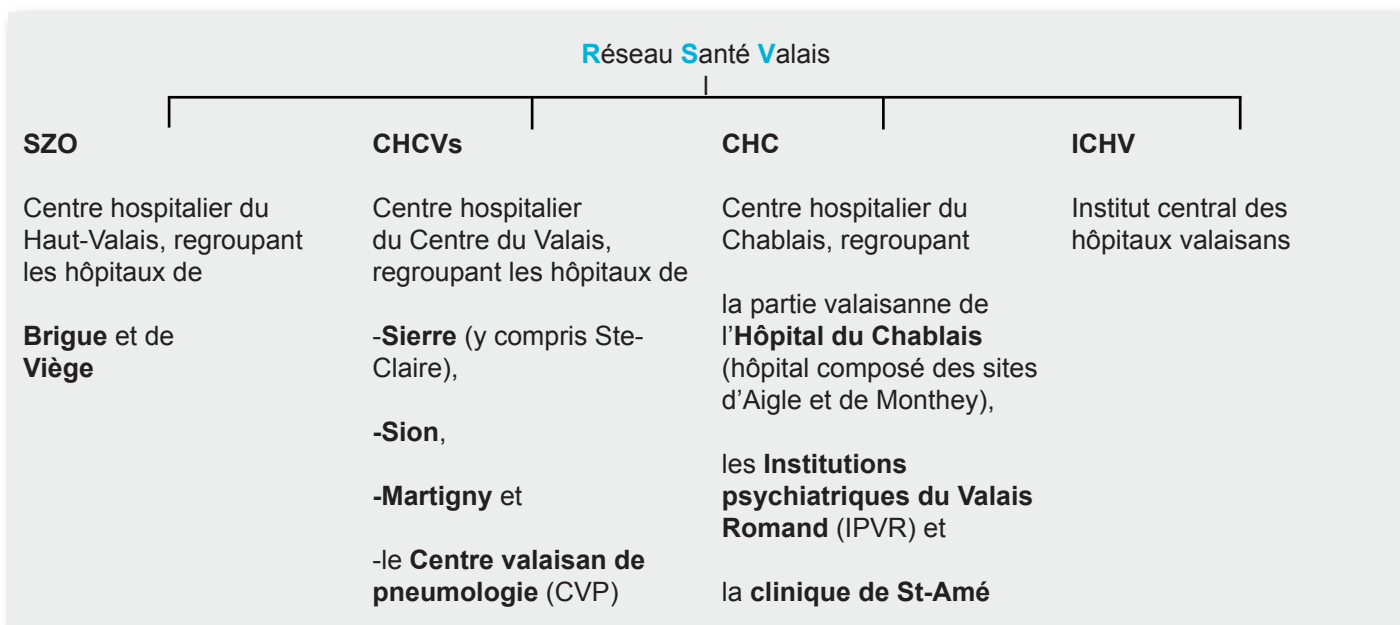 Réseau Santé Valais
SZO
Centre hospitalier du
Haut-Valais, regroupant
les hôpitaux de
Brigue et de
Viège
CHCVs
Centre hospitalier
du Centre du Valais,
regroupant les hôpitaux de
-Sierre (y compris Ste-
Claire),
-Sion,
-Martigny et
-le Centre valaisan de
pneumologie (CVP)
CHC
Centre hospitalier du
Chablais, regroupant
la partie valaisanne de
l’Hôpital du Chablais
(hôpital composé des sites
d’Aigle et de Monthey),
les Institutions
psychiatriques du Valais
Romand (IPVR) et
la clinique de St-Amé
ICHV
Institut central des
hôpitaux valaisans